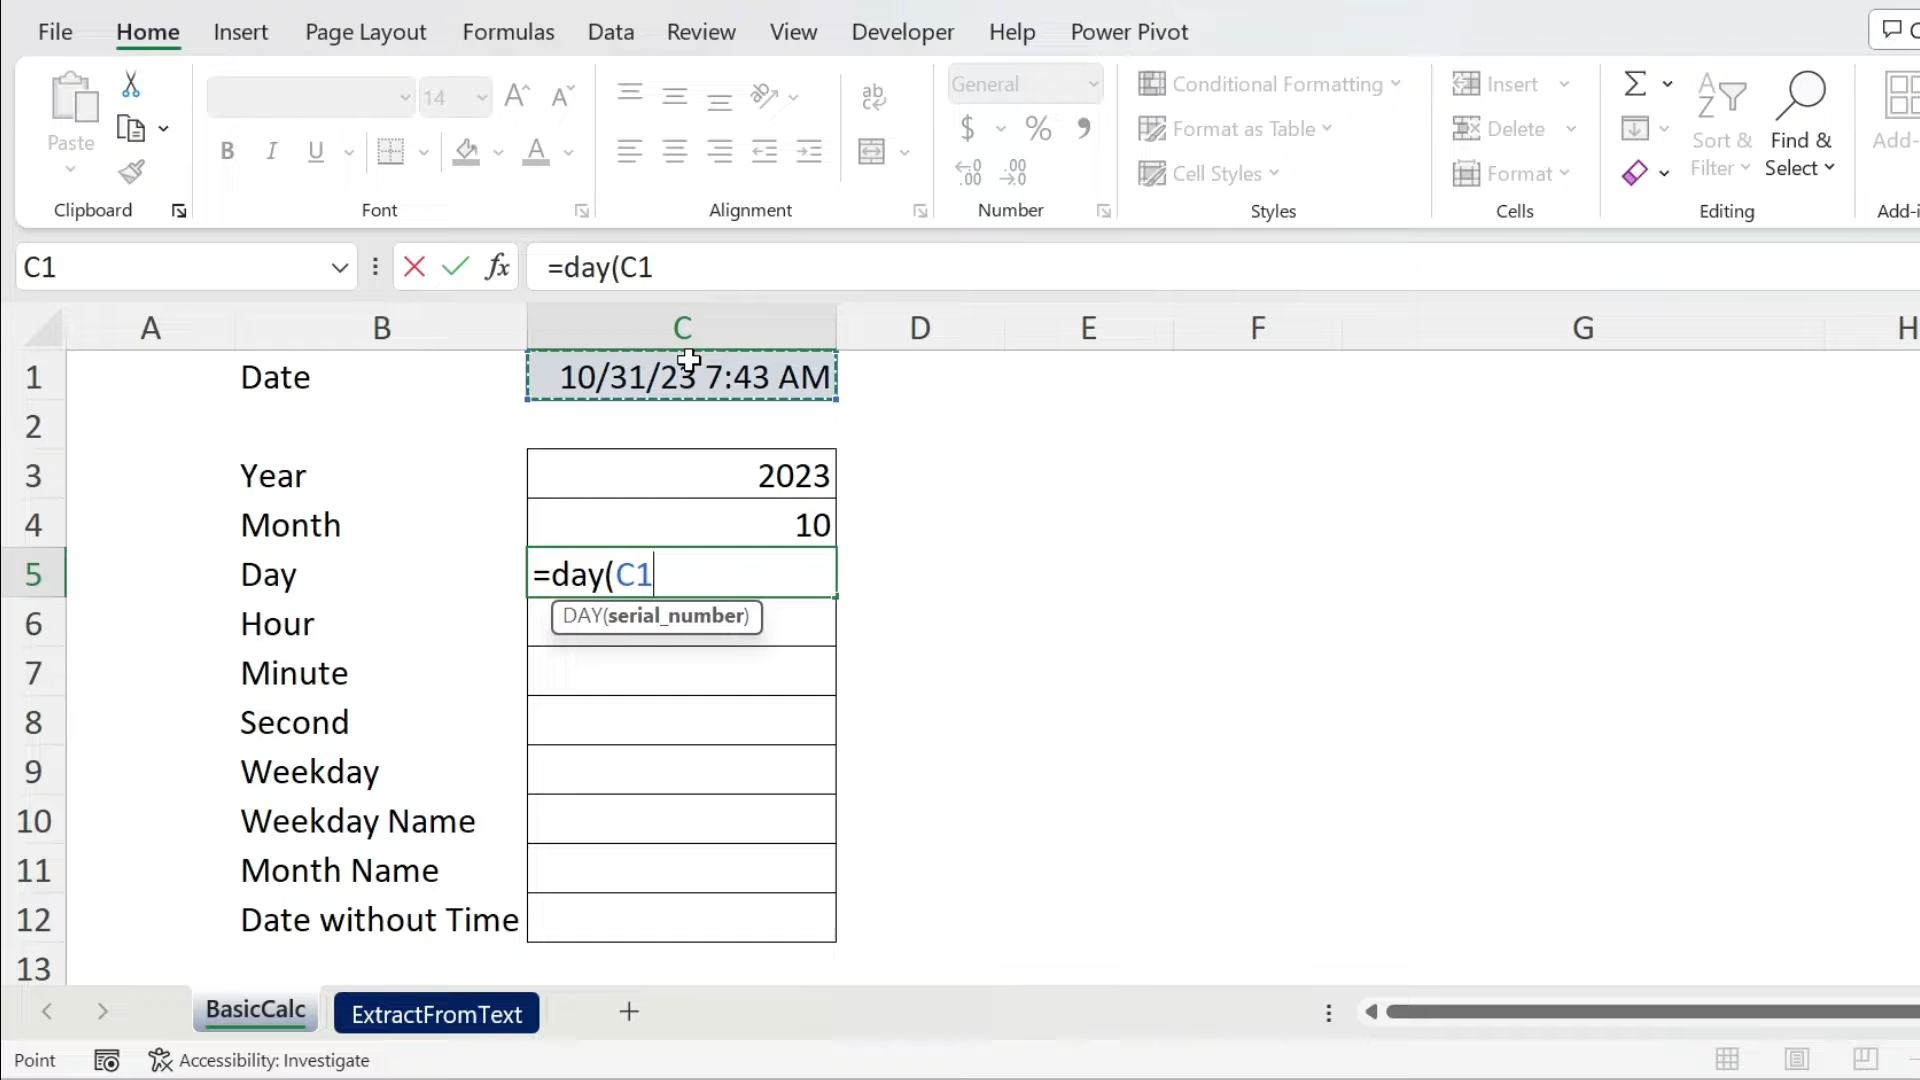 File Home Insert Page Layout Formulas Data Review View Developer Help Power Pivot
Paste
Clipboard
14
B I U
Font
ab
Alignment
General
$ % ,
Number
Conditional Formatting
Format as Table
Cell Styles
Styles
Insert
Delete
Format
Cells
Sort &
Filter
Find &
Select
Editing
Add-
Add-i
C1
fx
=day(C1
A B C D E F G H
1 Date 10/31/23 7:43 AM
2
3 Year 2023
4 Month 10
5 Day =day(C1
DAY(serial_number)
6 Hour
7 Minute
8 Second
9 Weekday
10 Weekday Name
11 Month Name
12 Date without Time
13
BasicCalc ExtractFromText +
Point Accessibility: Investigate